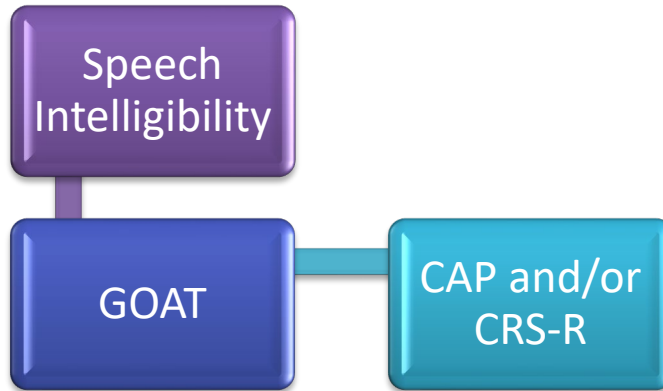 Speech
Intelligibility
GOAT
CAP and/or
CRS-R